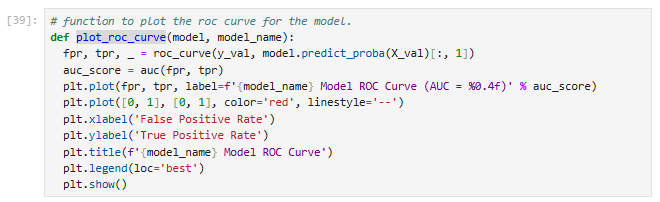 [39]: # function to plot the roc curve for the model.
def plot_roc_curve(model, model_name):
    fpr, tpr, _ = roc_curve(y_val, model.predict_proba(X_val)[:, 1])
    auc_score = auc(fpr, tpr)
    plt.plot(fpr, tpr, label=f'{model_name} Model ROC Curve (AUC = %0.4f)' % auc_score)
    plt.plot([0, 1], [0, 1], color='red', linestyle='--')
    plt.xlabel('False Positive Rate')
    plt.ylabel('True Positive Rate')
    plt.title(f'{model_name} Model ROC Curve')
    plt.legend(loc='best')
    plt.show()